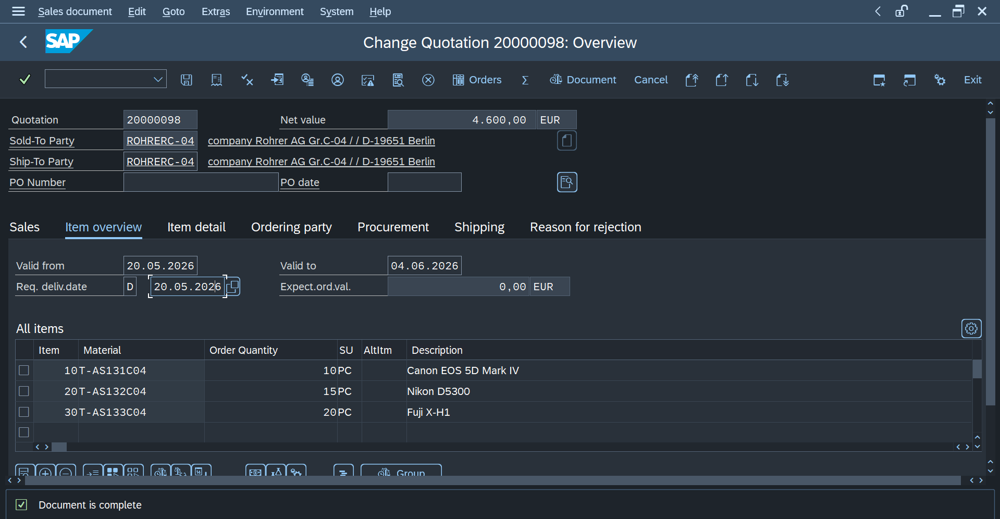 Sales document Edit Goto Extras Environment System Help
SAP Change Quotation 20000098: Overview
Orders Σ Document Cancel Exit
Quotation 20000098 Net value 4.600,00 EUR
Sold-To Party ROHRERC-04 company Rohrer AG Gr.C-04 / / D-19651 Berlin
Ship-To Party ROHRERC-04 company Rohrer AG Gr.C-04 / / D-19651 Berlin
PO Number PO date
Sales Item overview Item detail Ordering party Procurement Shipping Reason for rejection
Valid from 20.05.2026 Valid to 04.06.2026
Req. deliv.date D 20.05.2026 Expect.ord.val. 0,00 EUR
All items
Item Material Order Quantity SU AltItm Description
10 T-AS131C04 10 PC Canon EOS 5D Mark IV
20 T-AS132C04 15 PC Nikon D5300
30 T-AS133C04 20 PC Fuji X-H1
14 Group
Document is complete